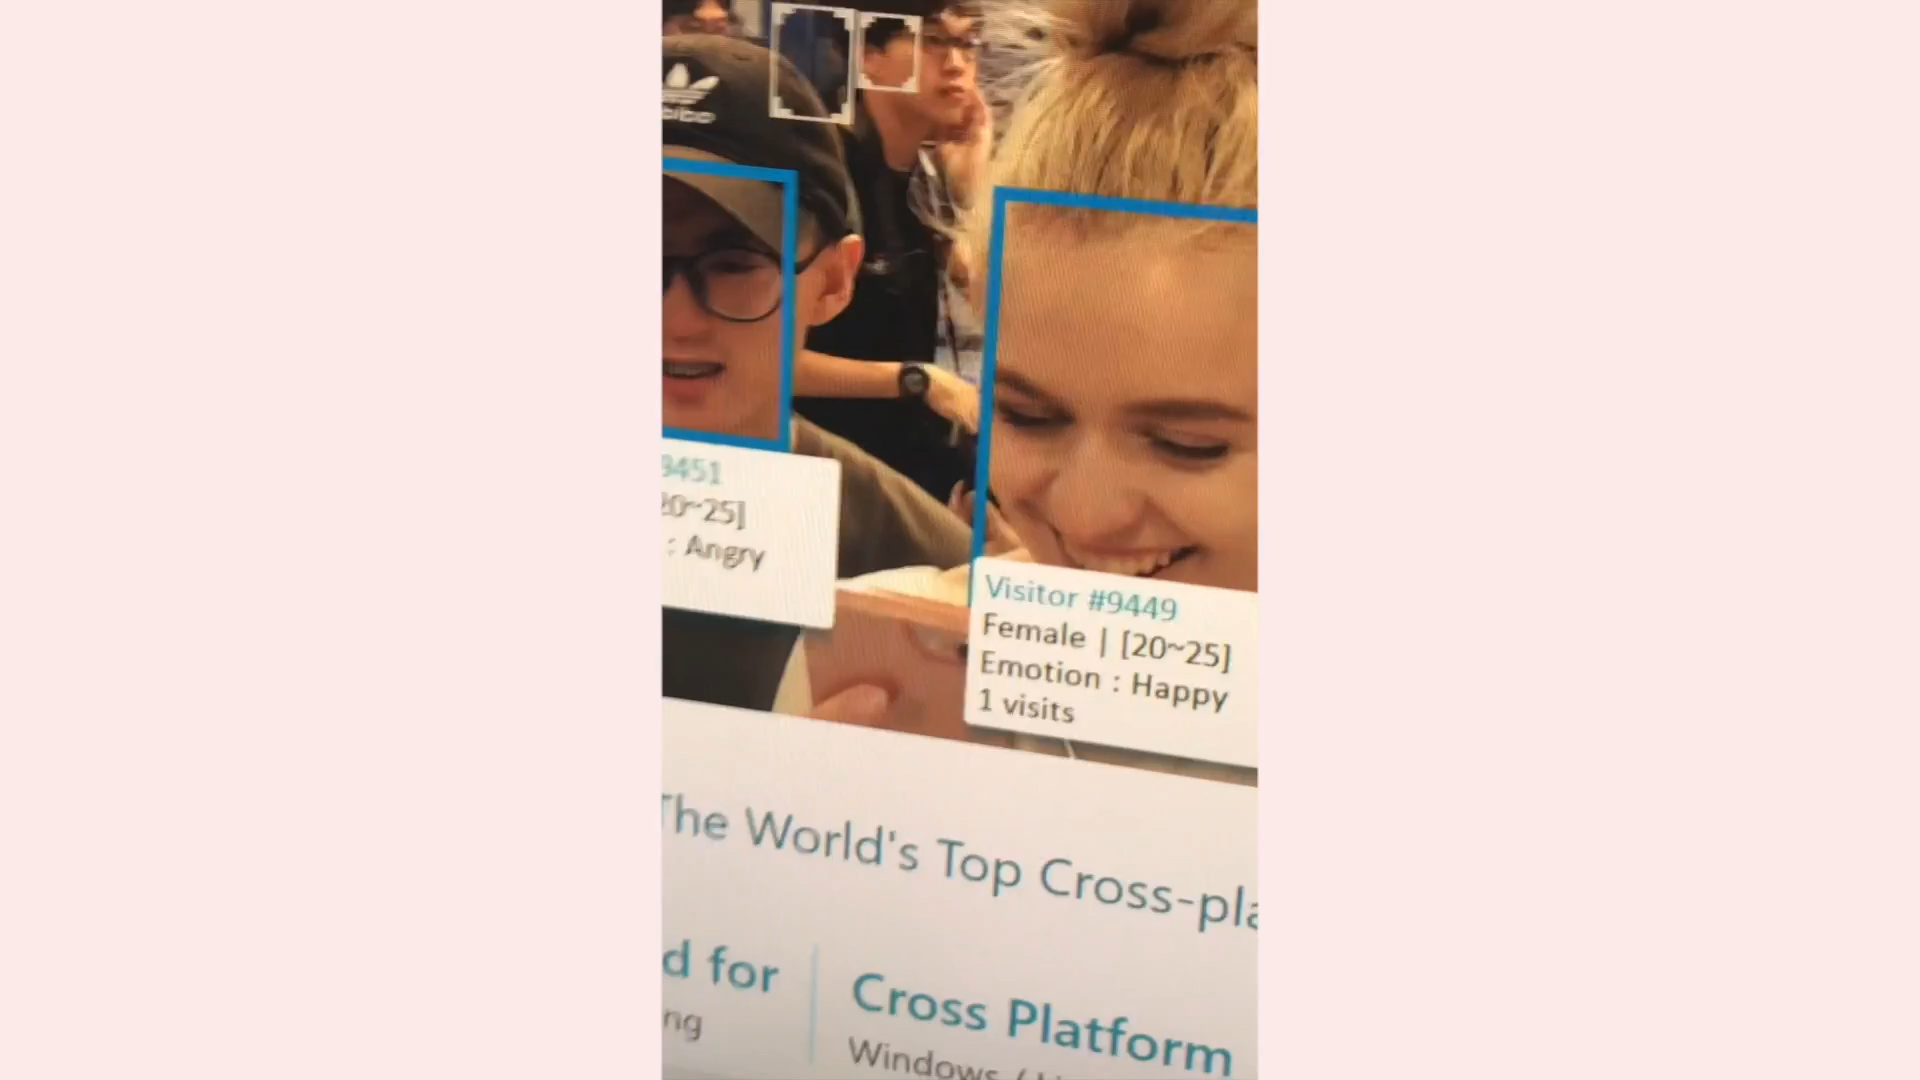 9451
20~25]
: Angry
Visitor #9449
Female | [20~25]
Emotion : Happy
1 visits
The World's Top Cross-pla
d for
ng
Cross Platform
Windows /